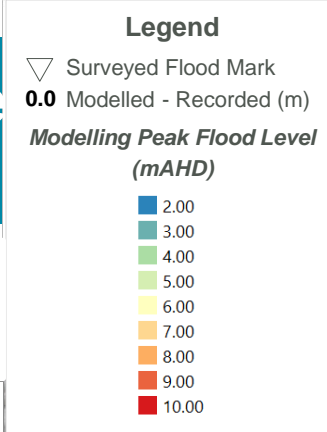 Legend
Surveyed Flood Mark
0.0 Modelled - Recorded (m)
Modelling Peak Flood Level
(mAHD)
2.00
3.00
4.00
5.00
6.00
7.00
8.00
9.00
10.00